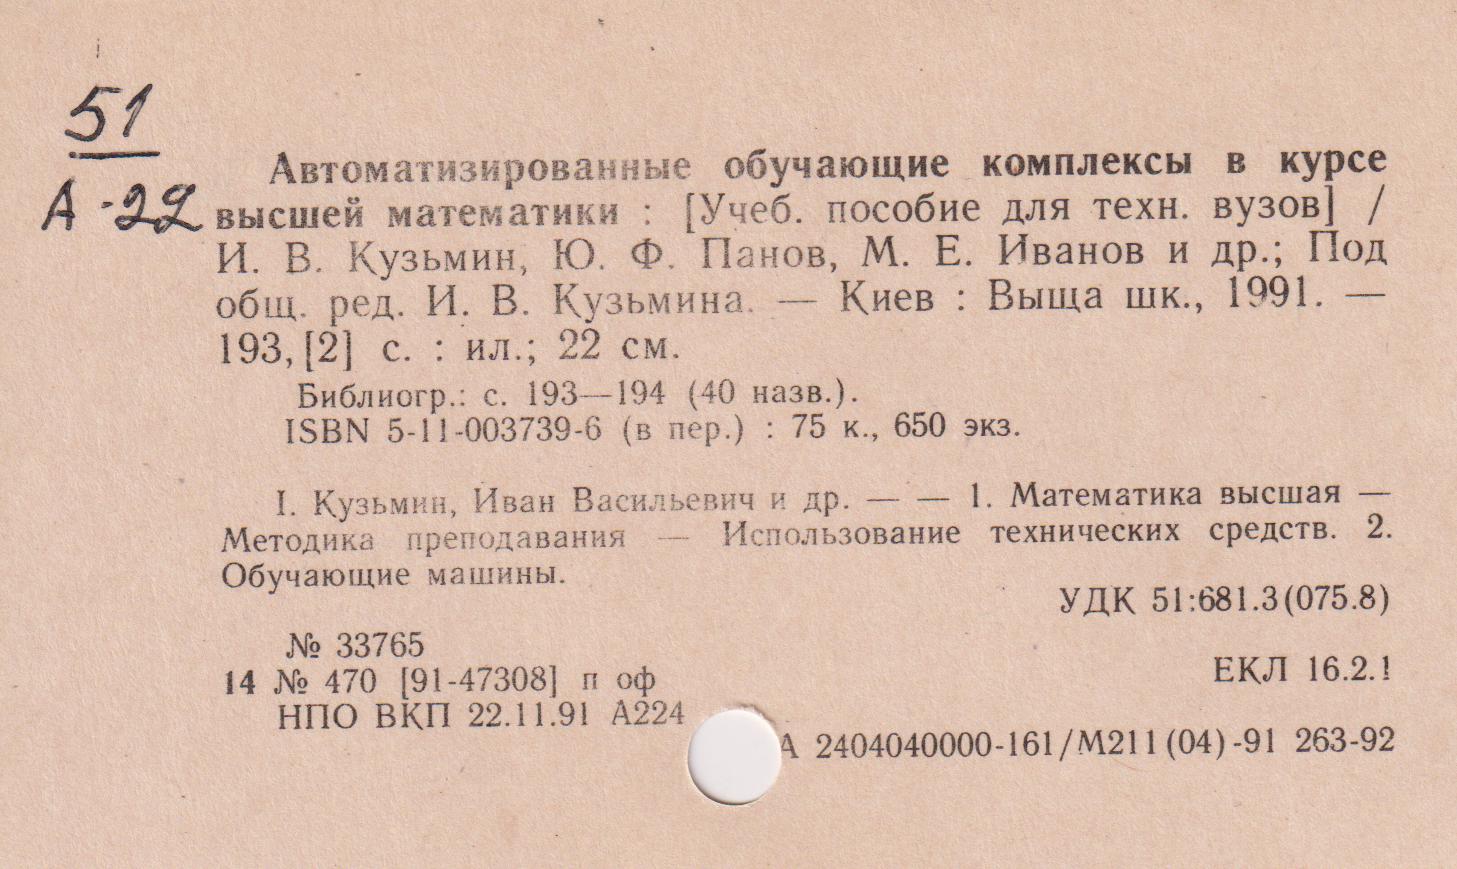 51
А-22
Автоматизированные обучающие комплексы в курсе
высшей математики : [Учеб. пособие для техн. вузов] /
И. В. Кузьмин, Ю. Ф. Панов, М. Е. Иванов и др.; Под
общ. ред. И. В. Кузьмина. — Киев : Выща шк., 1991. —
193, [2] с. : ил.; 22 см.
Библиогр.: с. 193—194 (40 назв.).
ISBN 5-11-003739-6 (в пер.) : 75 к., 650 экз.
I. Кузьмин, Иван Васильевич и др. — — 1. Математика высшая —
Методика преподавания — Использование технических средств. 2.
Обучающие машины.
УДК 51:681.3(075.8)
№ 33765
14 № 470 [91-47308] п оф
ЕКЛ 16.2.1
НПО ВКП 22.11.91 А224
А 2404040000-161/М211(04)-91 263-92